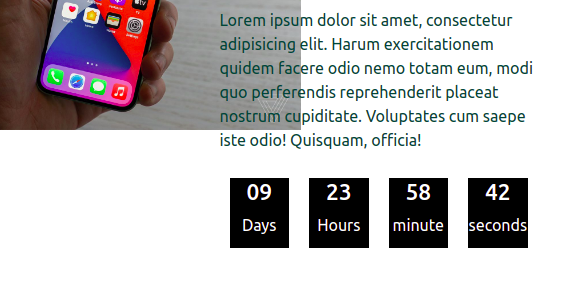 Lorem ipsum dolor sit amet, consectetur
adipisicing elit. Harum exercitationem
quidem facere odio nemo totam eum, modi
quo perferendis reprehenderit placeat
nostrum cupiditate. Voluptates cum saepe
iste odio! Quisquam, officia!
09 23 58 42
Days Hours minute seconds